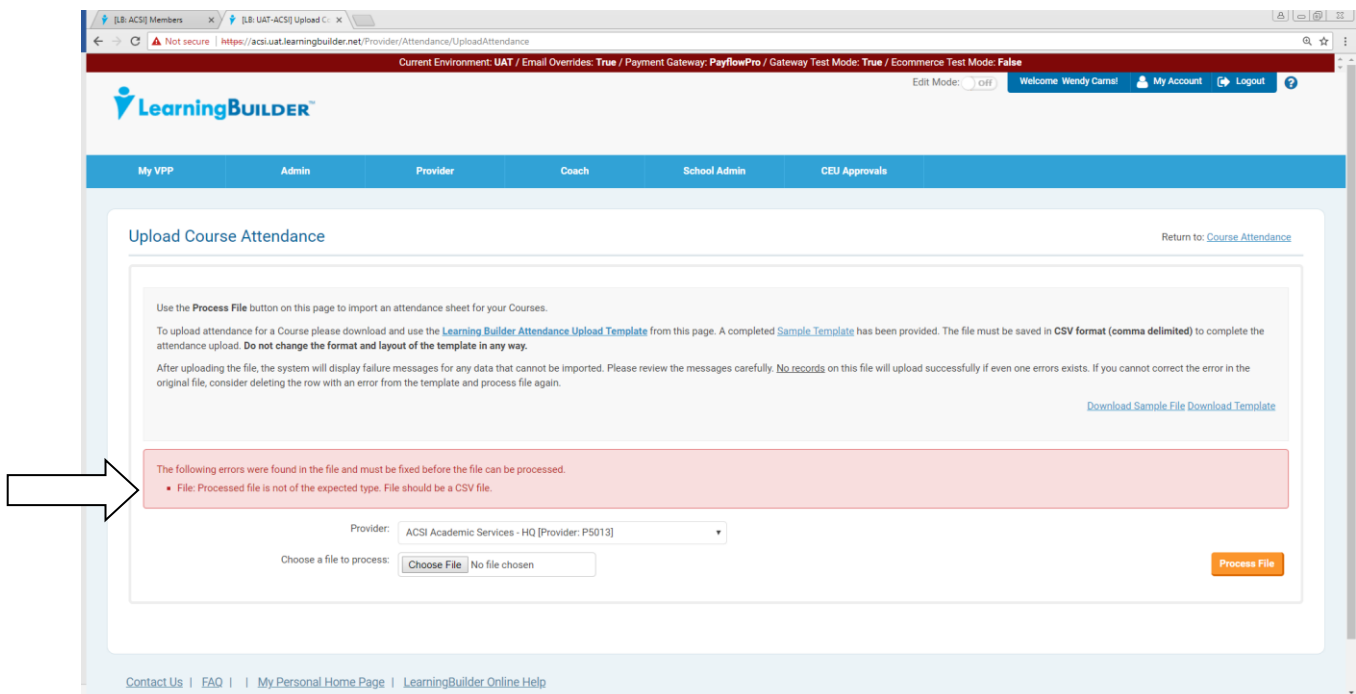 [LB: ACSI] Members
[LB: UAT-ACSI] Upload Co
Not secure | https://acsi.uat.learningbuilder.net/Provider/Attendance/UploadAttendance
Current Environment: UAT / Email Overrides: True / Payment Gateway: PayflowPro / Gateway Test Mode: True / Ecommerce Test Mode: False
Edit Mode: Off Welcome Wendy Carns! My Account Logout ?
LearningBUILDER™
My VPP Admin Provider Coach School Admin CEU Approvals
Upload Course Attendance
Return to: Course Attendance
Use the Process File button on this page to import an attendance sheet for your Courses.
To upload attendance for a Course please download and use the Learning Builder Attendance Upload Template from this page. A completed Sample Template has been provided. The file must be saved in CSV format (comma delimited) to complete the
attendance upload. Do not change the format and layout of the template in any way.
After uploading the file, the system will display failure messages for any data that cannot be imported. Please review the messages carefully. No records on this file will upload successfully if even one errors exists. If you cannot correct the error in the
original file, consider deleting the row with an error from the template and process file again.
Download Sample File Download Template
The following errors were found in the file and must be fixed before the file can be processed.
File: Processed file is not of the expected type. File should be a CSV file.
Provider: ACSI Academic Services - HQ [Provider: P5013]
Choose a file to process: Choose File No file chosen
Process File
Contact Us | FAQ | | My Personal Home Page | LearningBuilder Online Help